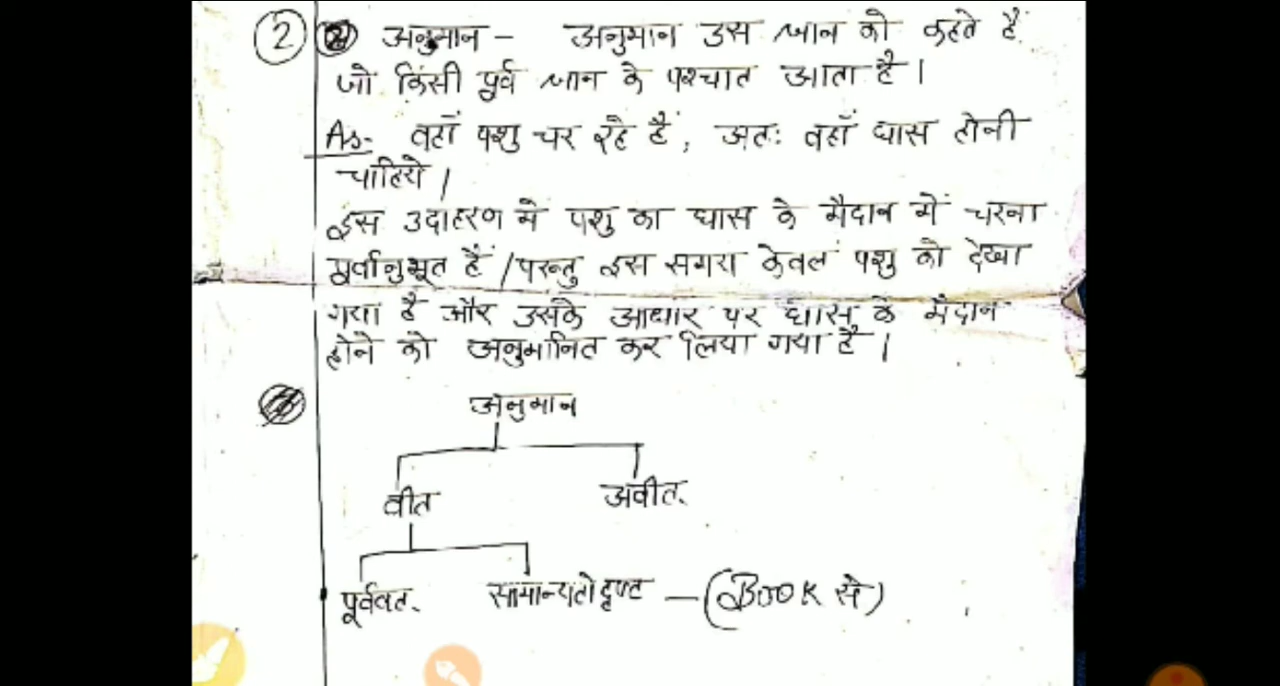 2 2 अनुमान - अनुमान उस ज्ञान को कहते हैं
जो किसी पूर्व ज्ञान के पश्चात आता है।
As- वहाँ पशु चर रहे हैं, अतः वहाँ घास होनी
चाहिये।
इस उदाहरण में पशु का घास के मैदान में चरना
पूर्वानुभूत है। परन्तु इस समय केवल पशु को देखा
गया है और उसके आधार पर घास के मैदान
होने को अनुमानित कर लिया गया है।
अनुमान
वीत अवीत.
पूर्ववत. सामान्यतोदृष्ट - (BOOK से)